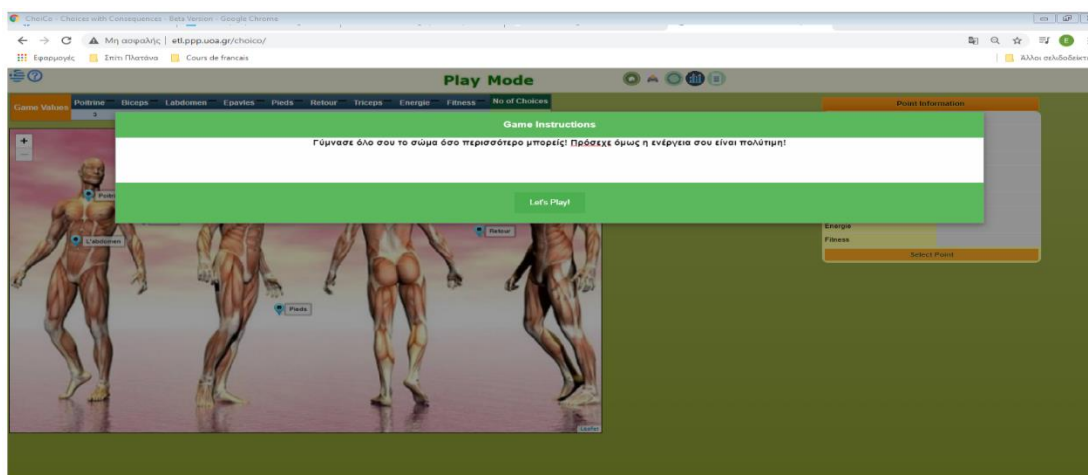 ChoiCo - Choices with Consequences - Beta Version - Google Chrome
Μη ασφαλής | etl.ppp.uoa.gr/choico/
Εφαρμογές Σπίτι Πλατάνα Cours de francais
Άλλοι σελιδοδείκτ
Play Mode
Game Values Poitrine Biceps Labdomen Epavles Pieds Retour Triceps Energie Fitness No of Choices
3
Point Information
Game Instructions
Γύμνασε όλο σου το σώμα όσο περισσότερο μπορείς! Πρόσεχε όμως η ενέργεια σου είναι πολύτιμη!
Let's Play!
Poitri
L'abdomen
Retour
Pieds
Energie
Fitness
Select Point
Leaflet